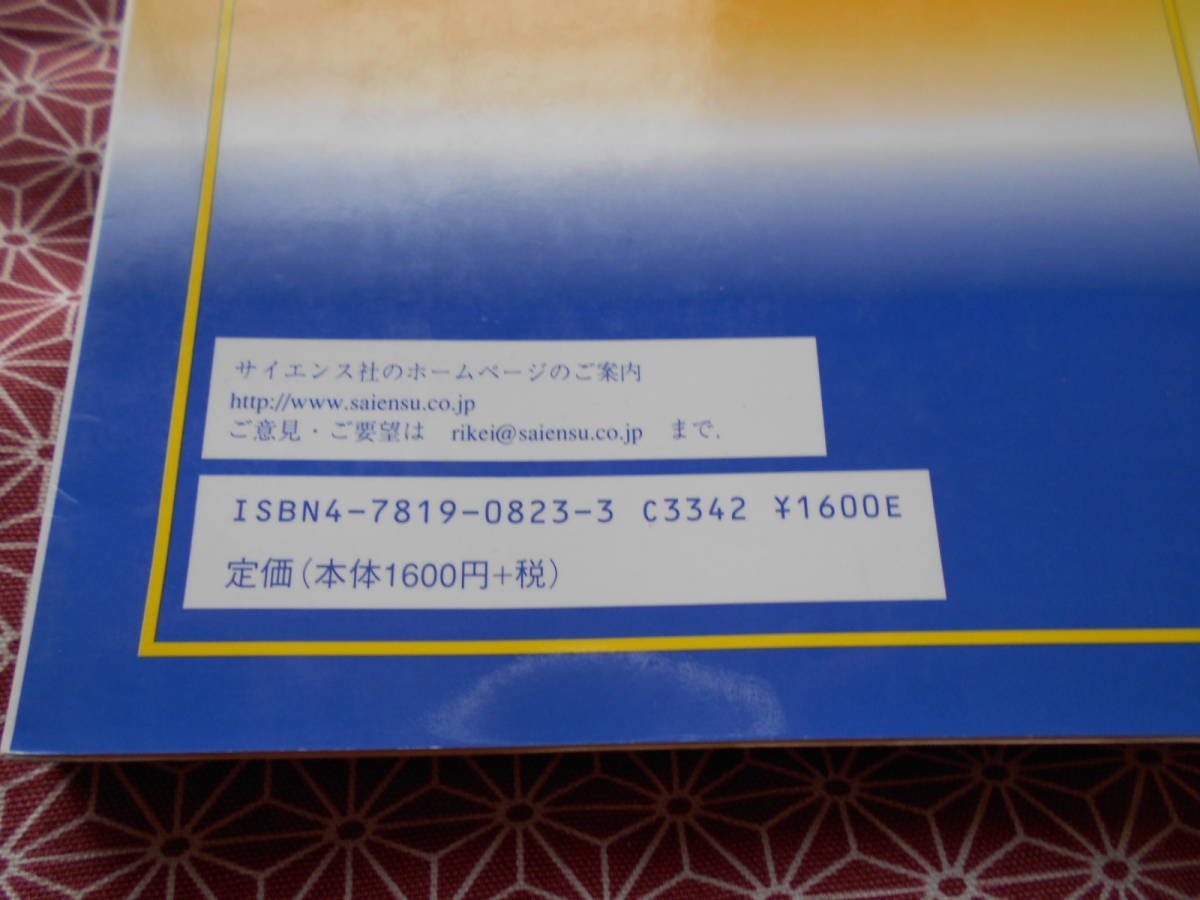 サイエンス社のホームページのご案内
http://www.saiensu.co.jp
ご意見・ご要望は　rikei@saiensu.co.jp　まで.
ISBN4-7819-0823-3 C3342 ¥1600E
定価(本体1600円+税)